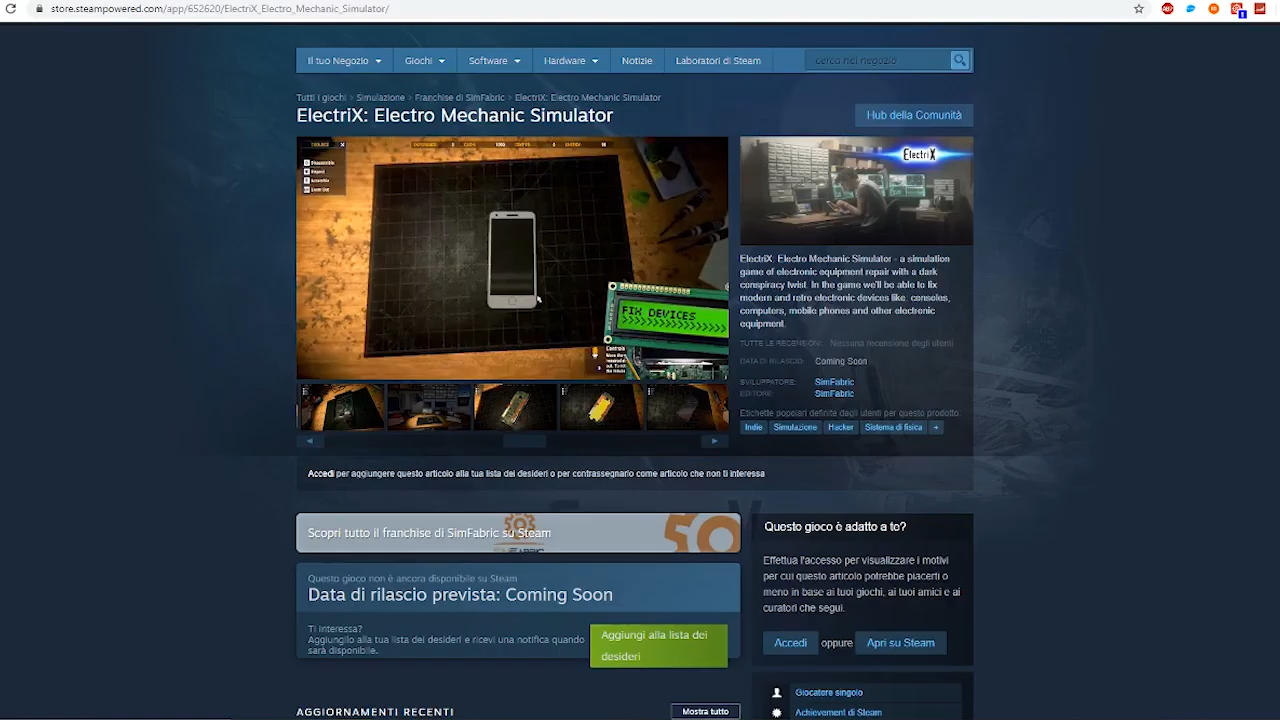 store.steampowered.com/app/652620/ElectriX_Electro_Mechanic_Simulator/
Il tuo Negozio
Giochi
Software
Hardware
Notizie
Laboratori di Steam
cerca nel negozio
Tutti i giochi > Simulazione > Franchise di SimFabric > ElectriX: Electro Mechanic Simulator
ElectriX: Electro Mechanic Simulator
Hub della Comunità
FIX DEVICES
ElectriX
ElectriX: Electro Mechanic Simulator - a simulation
game of electronic equipment repair with a dark
conspiracy twist. In the game we'll be able to fix
modern and retro electronic devices like: consoles,
computers, mobile phones and other electronic
equipment.
TUTTE LE RECENSIONI: Nessuna recensione degli utenti
DATA DI RILASCIO: Coming Soon
SVILUPPATORE: SimFabric
EDITORE: SimFabric
Etichette popolari definite dagli utenti per questo prodotto:
Indie
Simulazione
Hacker
Sistema di fisica
+
Accedi per aggiungere questo articolo alla tua lista dei desideri o per contrassegnarlo come articolo che non ti interessa
Scopri tutto il franchise di SimFabric su Steam
Questo gioco non è ancora disponibile su Steam
Data di rilascio prevista: Coming Soon
Ti interessa?
Aggiungilo alla tua lista dei desideri e ricevi una notifica quando
sarà disponibile.
Aggiungi alla lista dei
desideri
Questo gioco è adatto a te?
Effettua l'accesso per visualizzare i motivi
per cui questo articolo potrebbe piacerti o
meno in base ai tuoi giochi, ai tuoi amici e ai
curatori che segui.
Accedi oppure Apri su Steam
Giocatore singolo
Achievement di Steam
AGGIORNAMENTI RECENTI
Mostra tutto